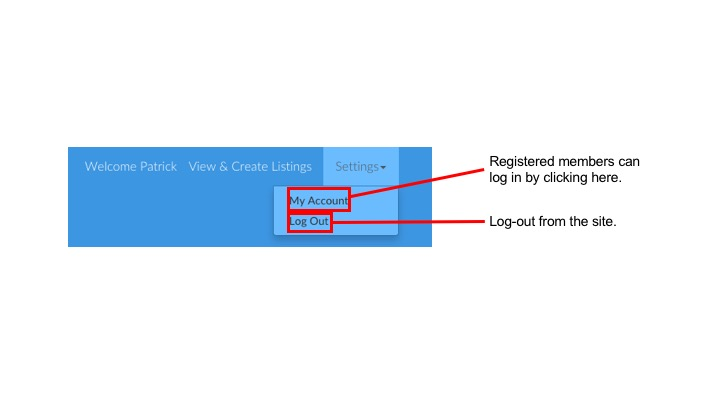 Welcome Patrick View & Create Listings Settings
My Account
Log Out
Registered members can
log in by clicking here.
Log-out from the site.